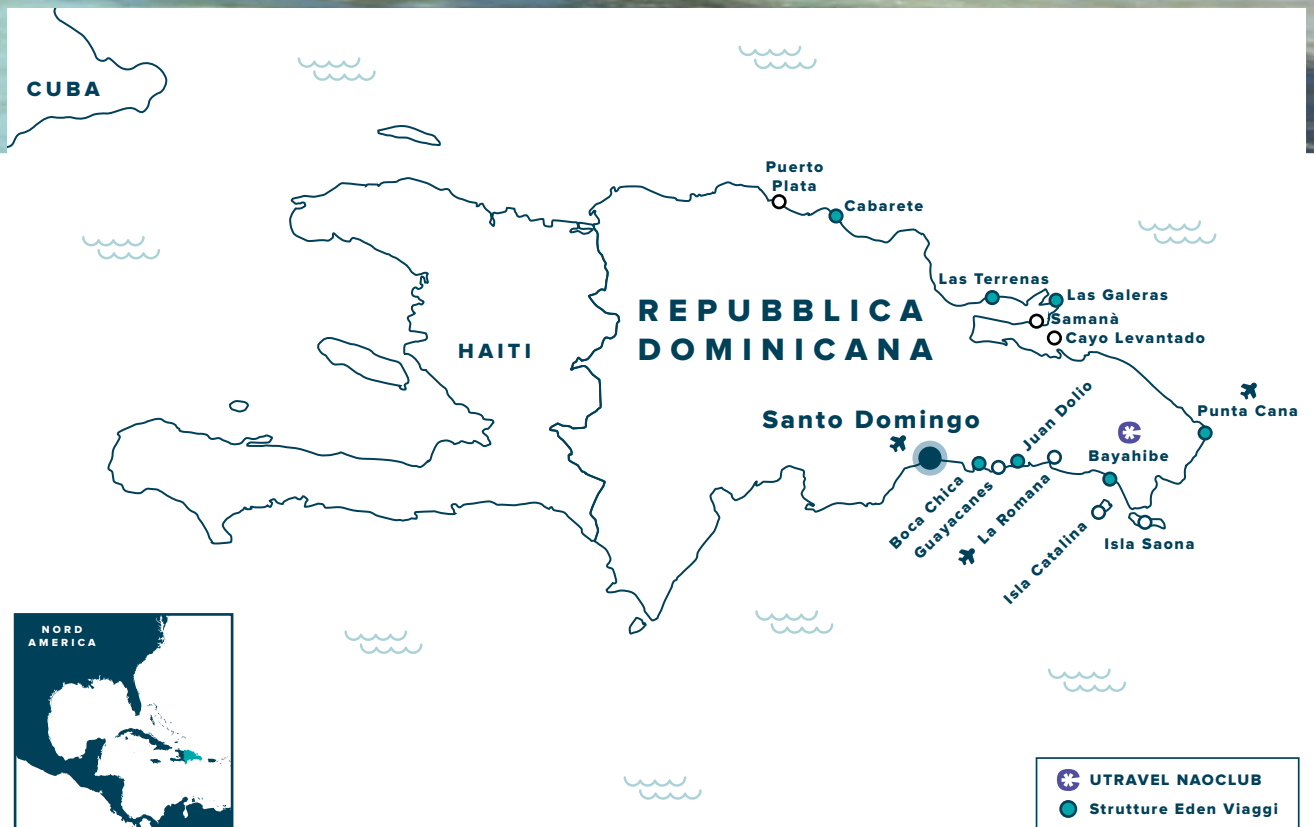 CUBA
Puerto
Plata
Cabarete
Las Terrenas
Las Galeras
Samanà
Cayo Levantado
REPUBBLICA
DOMINICANA
HAITI
Santo Domingo
Juan Dolio
Punta Cana
Bayahibe
Boca Chica
Guayacanes
La Romana
Isla Catalina
Isla Saona
NORD
AMERICA
UTRAVEL NAOCLUB
Strutture Eden Viaggi